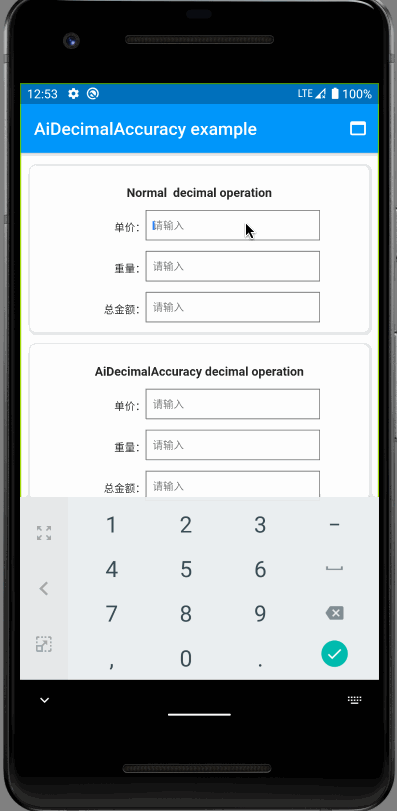 12:53 LTE 100%
AiDecimalAccuracy example
Normal decimal operation
单价: 请输入
重量: 请输入
总金额: 请输入
AiDecimalAccuracy decimal operation
单价: 请输入
重量: 请输入
总金额: 请输入
1 2 3 -
4 5 6
7 8 9
, 0 .